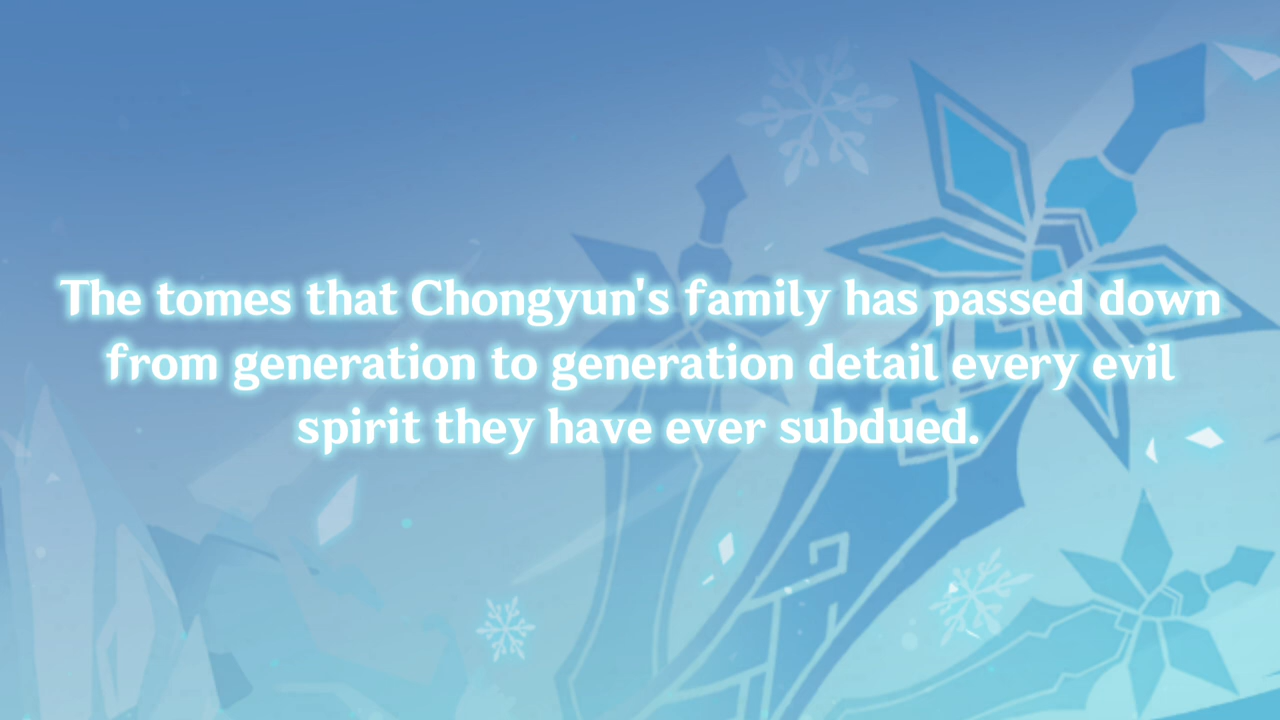 The tomes that Chongyun's family has passed down
from generation to generation detail every evil
spirit they have ever subdued.